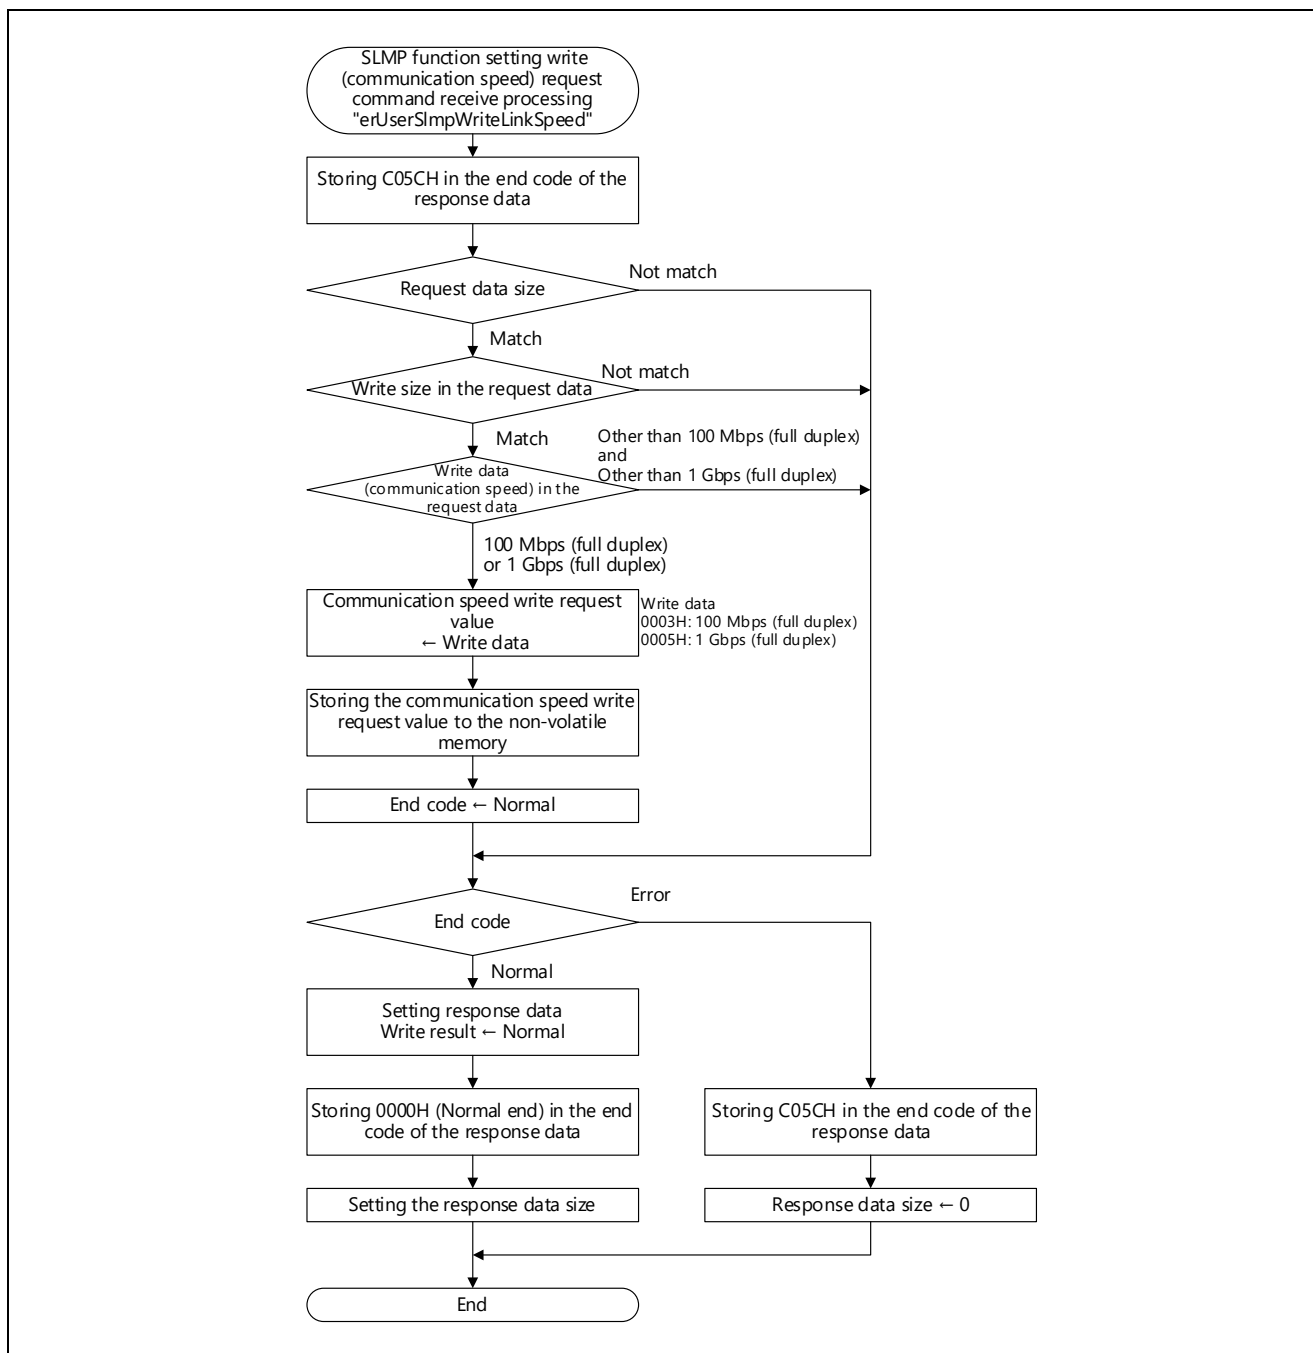 SLMP function setting write
(communication speed) request
command receive processing
"erUserSlmpWriteLinkSpeed"
Storing C05CH in the end code of the
response data
Request data size
Not match
Match
Write size in the request data
Not match
Match
Other than 100 Mbps (full duplex)
and
Other than 1 Gbps (full duplex)
Write data
(communication speed) in the
request data
100 Mbps (full duplex)
or 1 Gbps (full duplex)
Communication speed write request
value
← Write data
Write data
0003H: 100 Mbps (full duplex)
0005H: 1 Gbps (full duplex)
Storing the communication speed write
request value to the non-volatile
memory
End code ← Normal
End code
Error
Normal
Setting response data
Write result ← Normal
Storing 0000H (Normal end) in the end
code of the response data
Storing C05CH in the end code of the
response data
Setting the response data size
Response data size ← 0
End